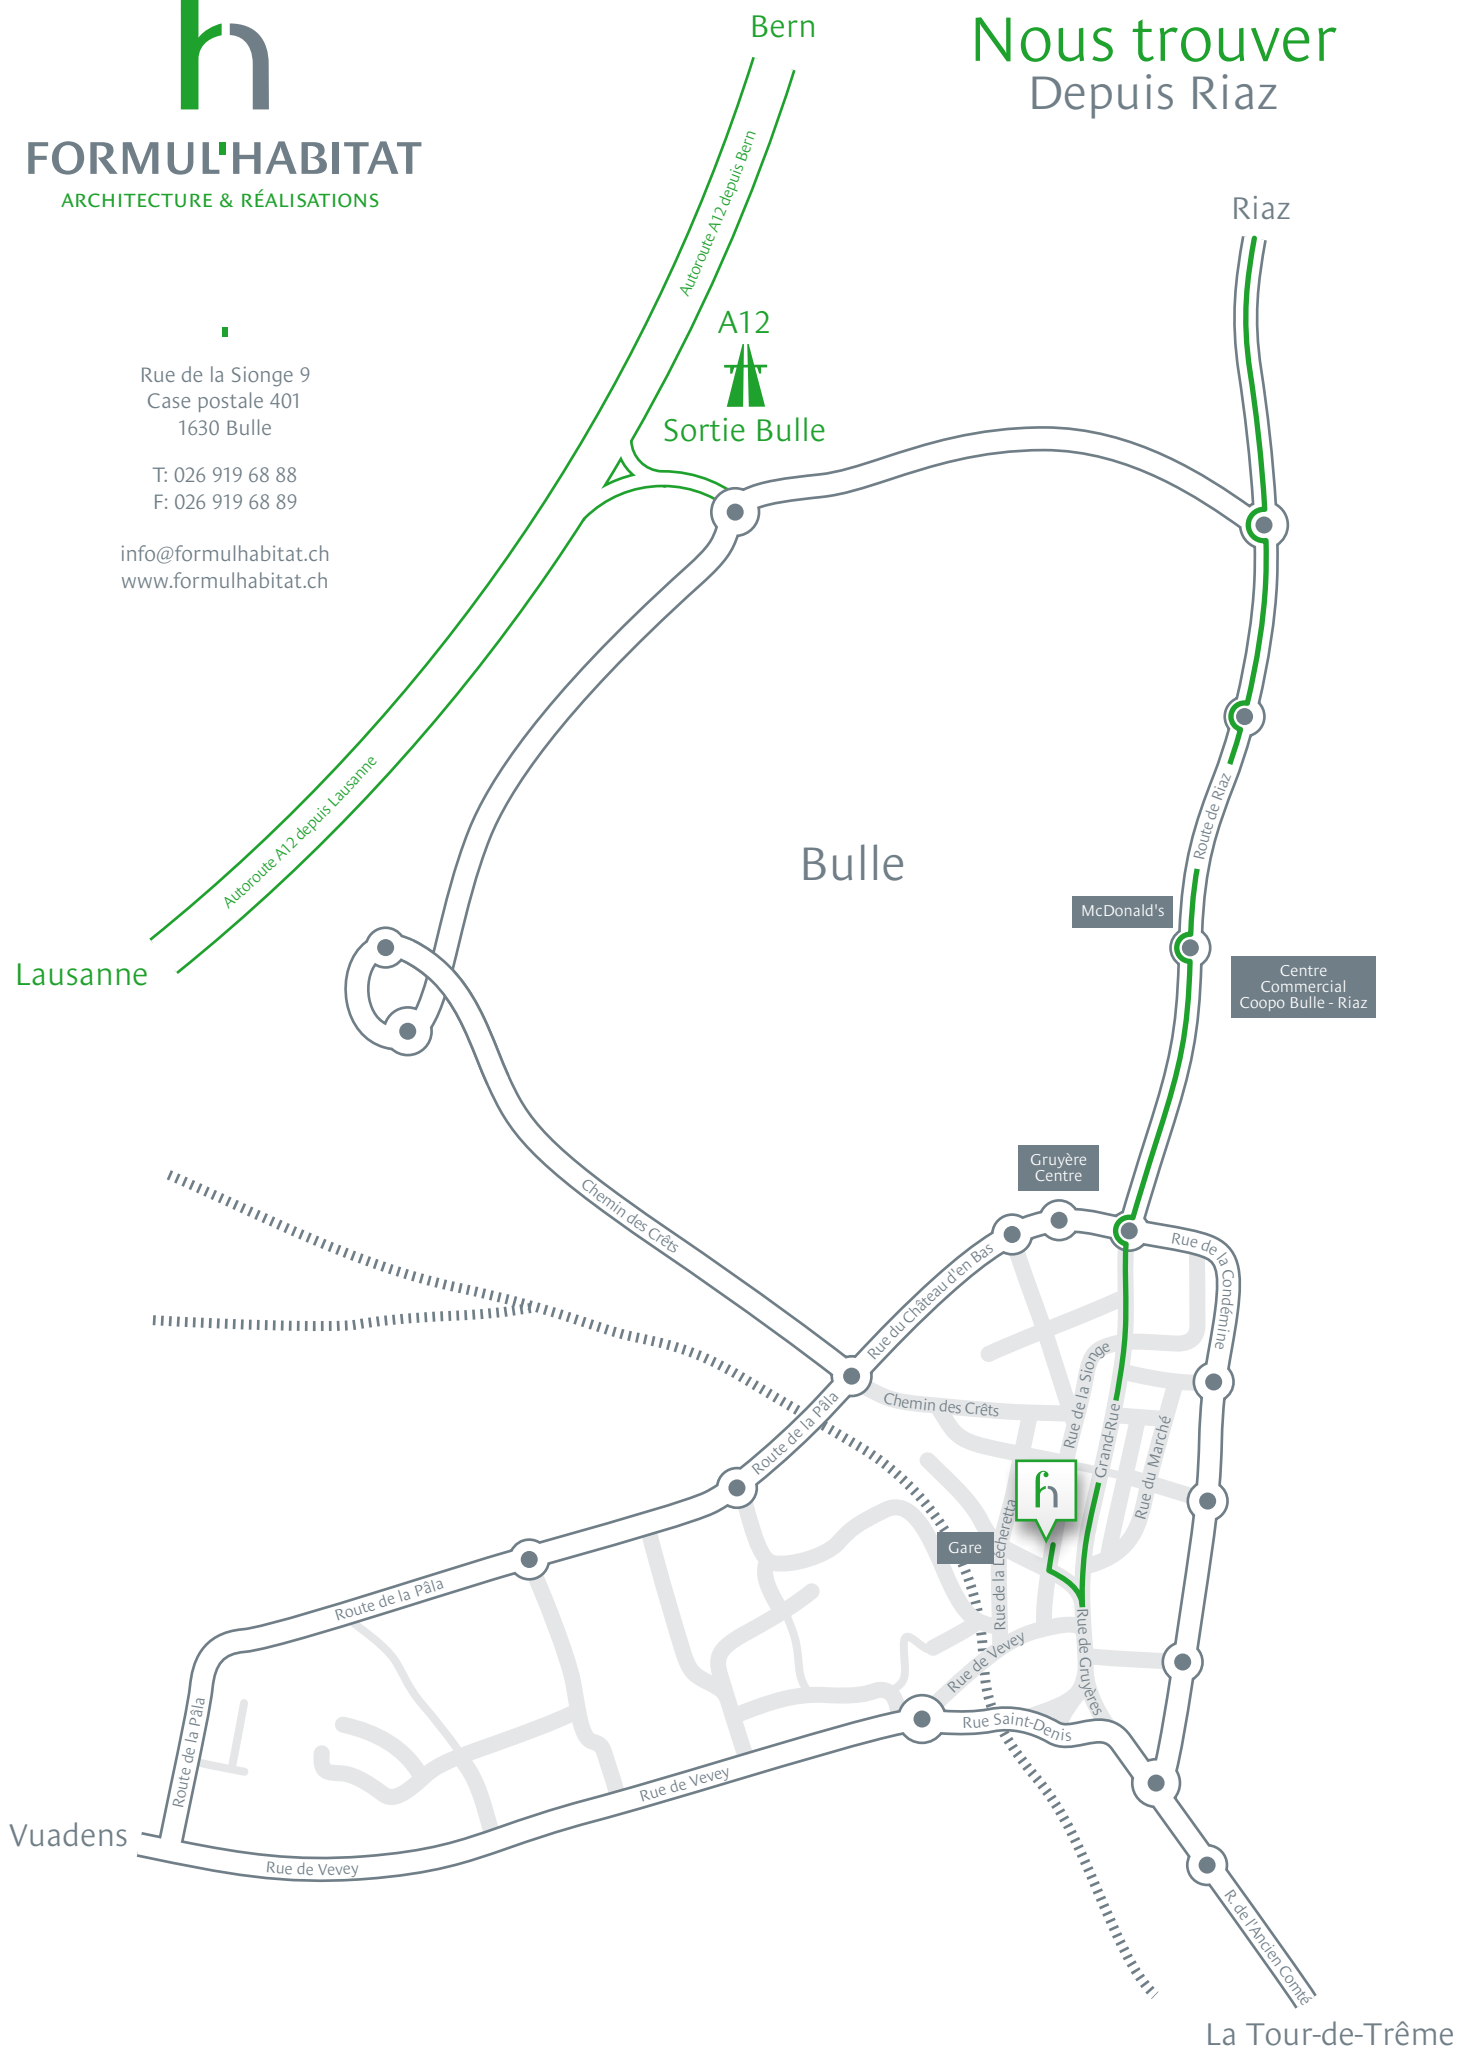 Nous trouver
Depuis Riaz
FORMUL'HABITAT
ARCHITECTURE & RÉALISATIONS
Rue de la Sionge 9
Case postale 401
1630 Bulle
T: 026 919 68 88
F: 026 919 68 89
info@formulhabitat.ch
www.formulhabitat.ch
Bern
Autoroute A12 depuis Bern
A12
Sortie Bulle
Riaz
Autoroute A12 depuis Lausanne
Lausanne
Bulle
Route de Riaz
McDonald's
Centre
Commercial
Coopo Bulle - Riaz
Gruyère
Centre
Chemin des Crêts
Rue du Château d'en Bas
Rue de la Condémine
Chemin des Crêts
Rue de la Sionge
Grand-Rue
Rue du Marché
Route de la Pâla
Gare
Rue de la Lécheretta
Route de la Pâla
Rue de Vevey
Rue de Gruyères
Rue Saint-Denis
Route de la Pâla
Rue de Vevey
Vuadens
Rue de Vevey
R. de l'Ancien Comté
La Tour-de-Trême